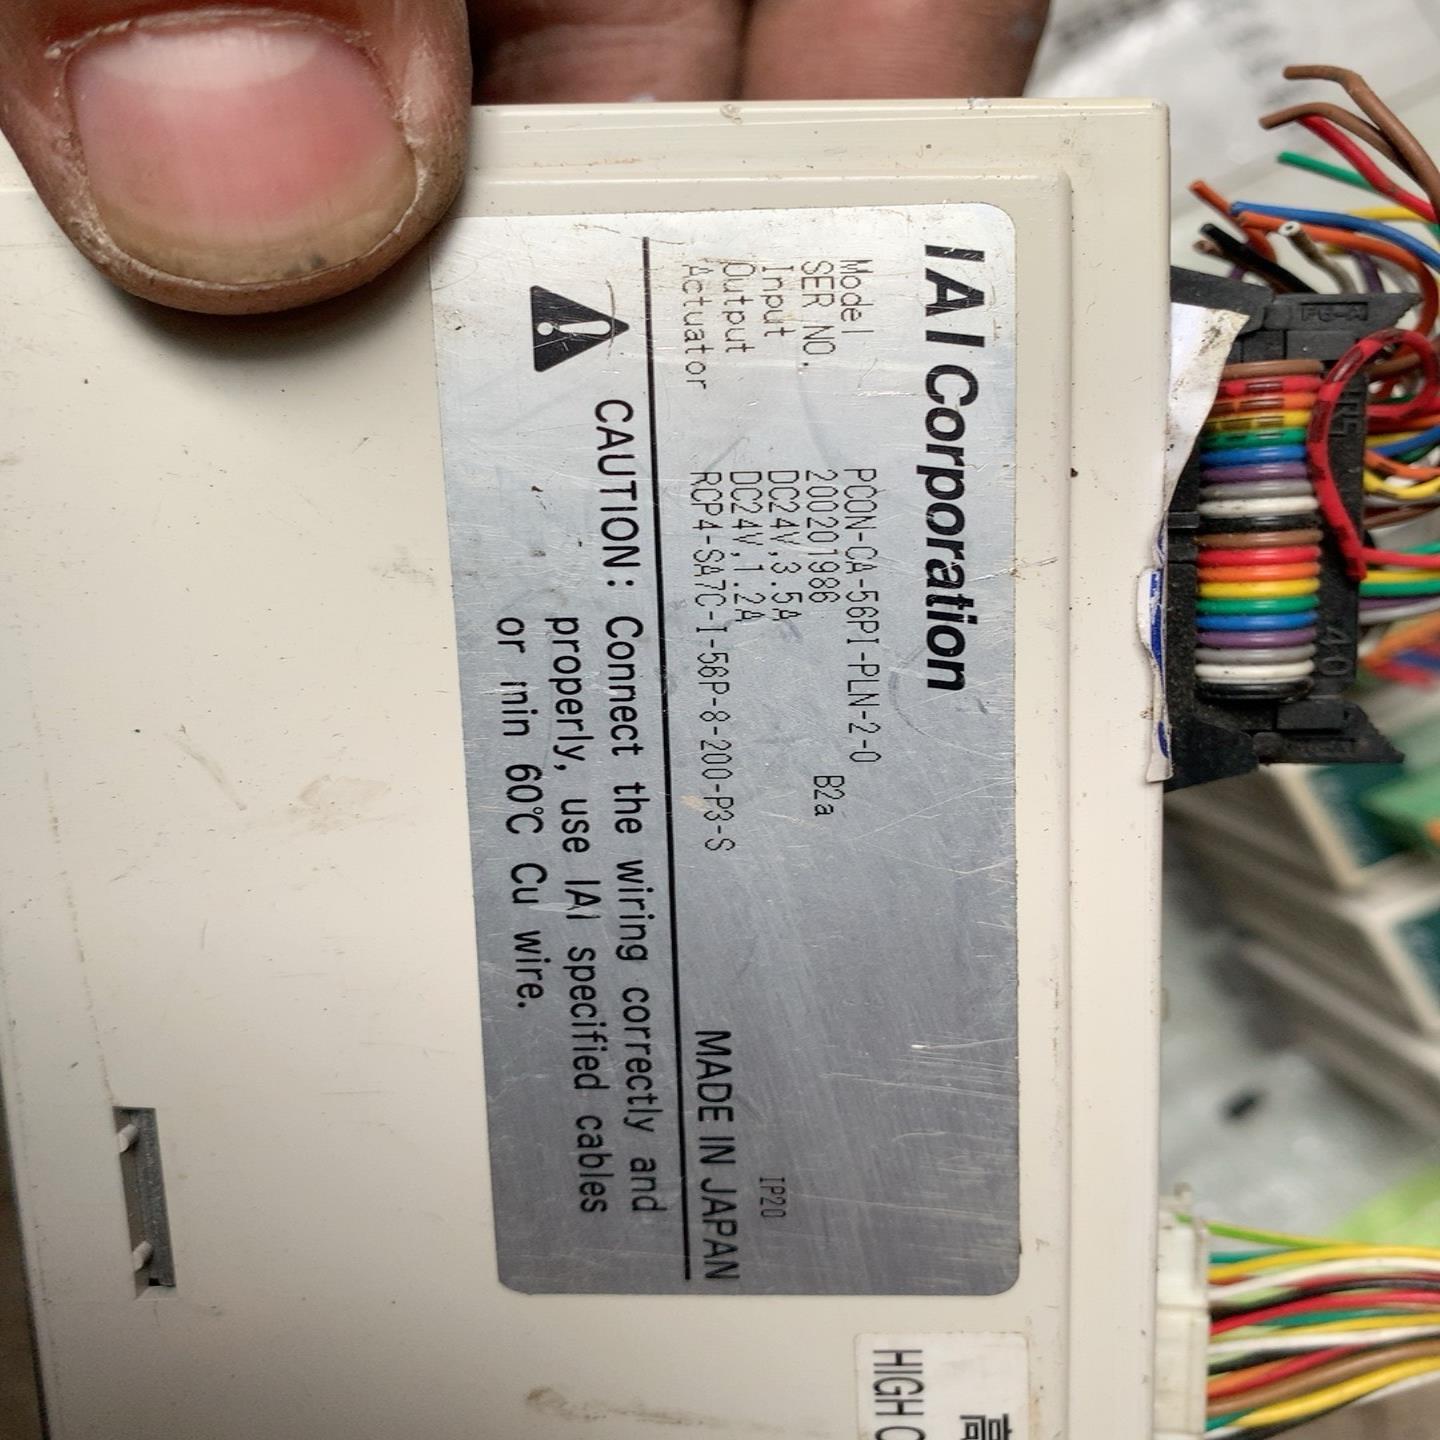 IAI Corporation
Model PCON-CA-56PI-PLN-2-0
SER NO. 200201986 B2a
Input DC24V,3.5A
Output DC24V,1.2A IP20
Actuator RCP4-SA7C-I-56P-8-200-P3-S MADE IN JAPAN
CAUTION: Connect the wiring correctly and
properly, use IAI specified cables
or min 60℃ Cu wire.
高
HIGH
40